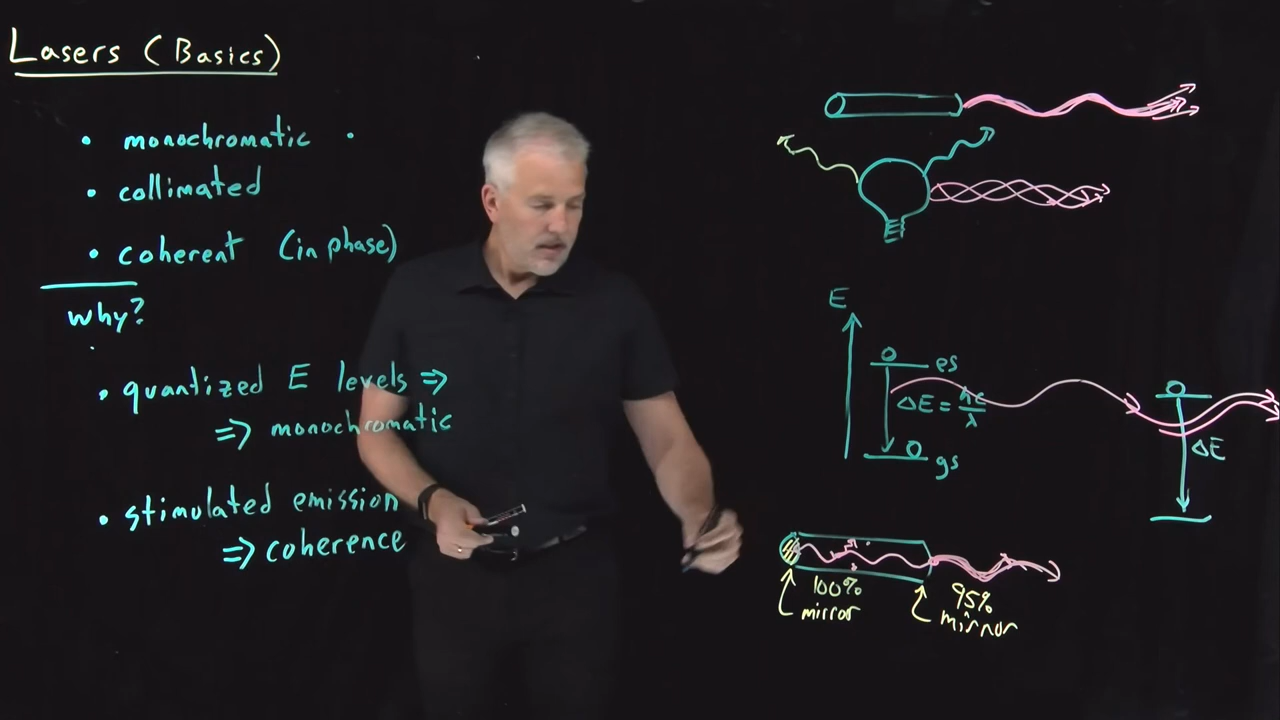 Lasers (Basics)
• monochromatic •
• collimated
• coherent (in phase)
why?
• quantized E levels ⇒
⇒ monochromatic
• stimulated emission
⇒ coherence
E
es
ΔE = hc/λ
gs
ΔE
100%
mirror
95%
mirror